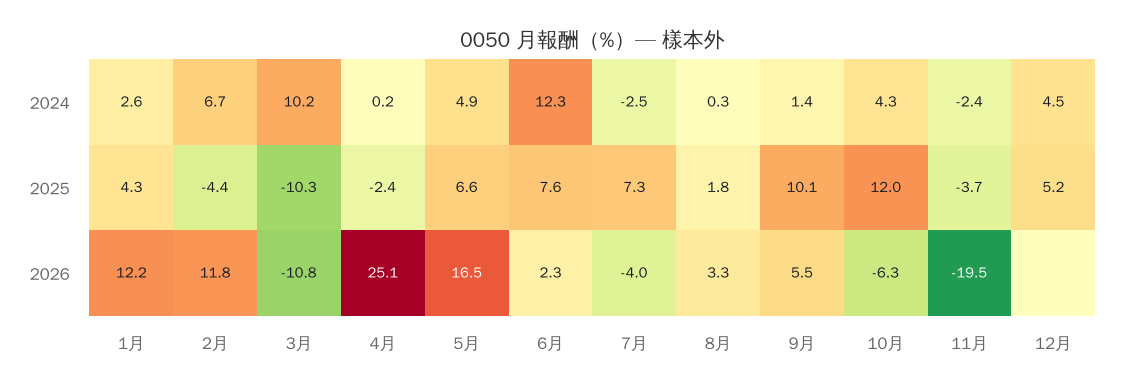 0050 月報酬（%）— 樣本外
2024 2.6 6.7 10.2 0.2 4.9 12.3 -2.5 0.3 1.4 4.3 -2.4 4.5
2025 4.3 -4.4 -10.3 -2.4 6.6 7.6 7.3 1.8 10.1 12.0 -3.7 5.2
2026 12.2 11.8 -10.8 25.1 16.5 2.3 -4.0 3.3 5.5 -6.3 -19.5
1月 2月 3月 4月 5月 6月 7月 8月 9月 10月 11月 12月